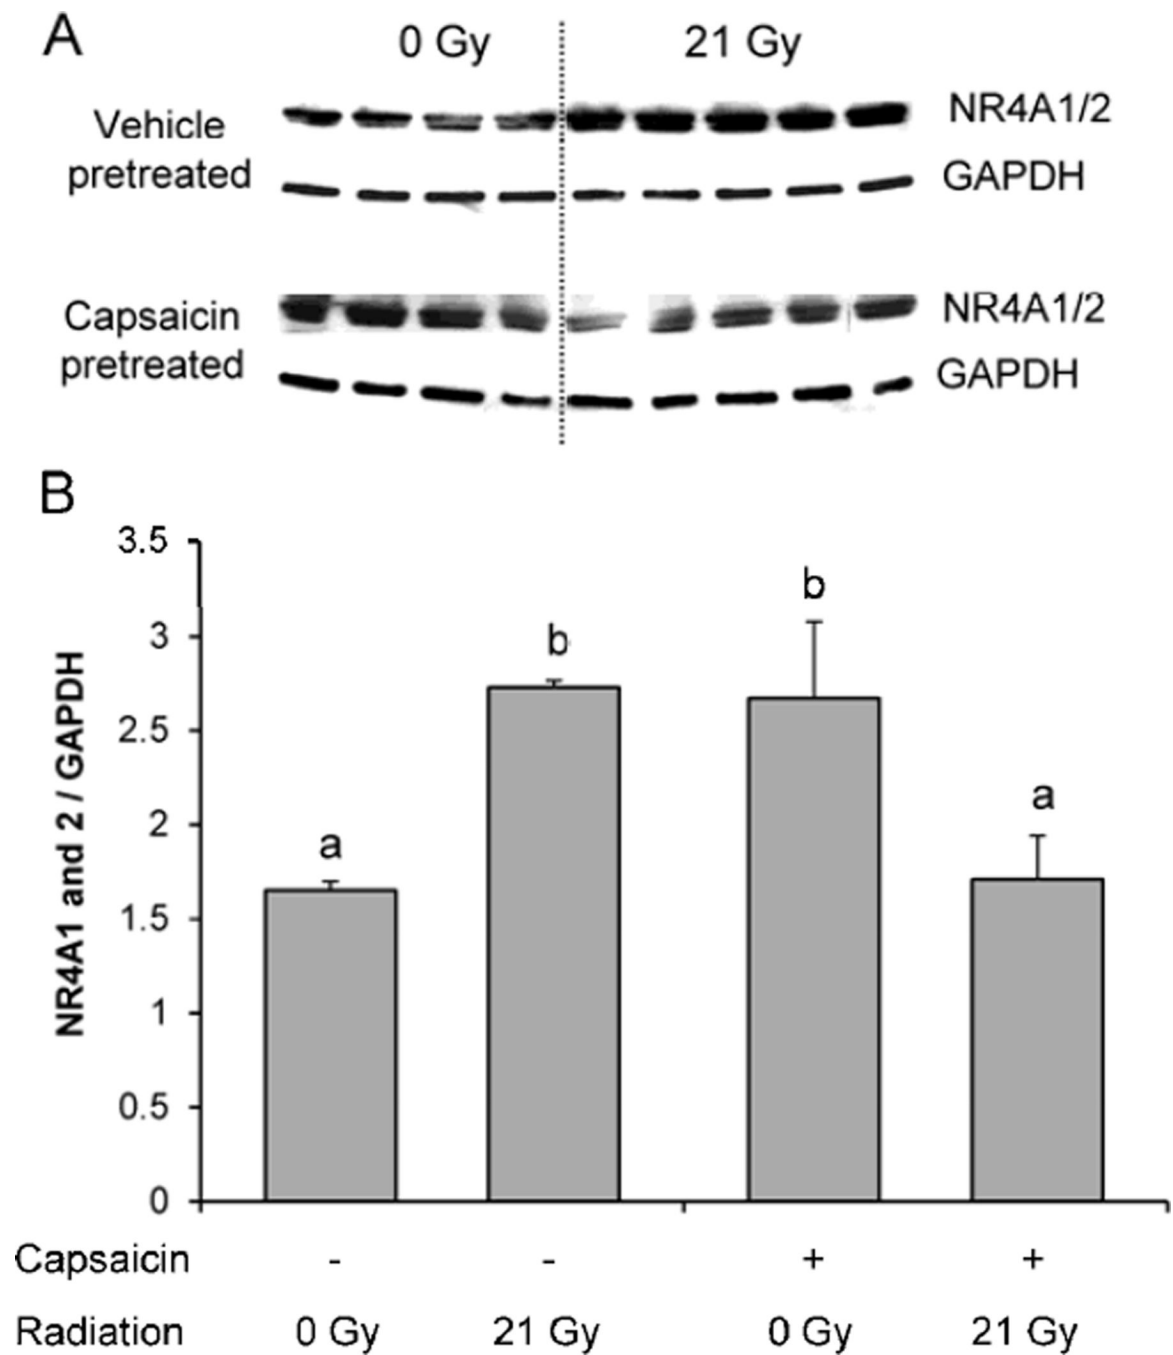 A
0 Gy 21 Gy
Vehicle
pretreated
NR4A1/2
GAPDH
Capsaicin
pretreated
NR4A1/2
GAPDH
B
NR4A1 and 2 / GAPDH
3.5
3
2.5
2
1.5
1
0.5
0
a
b
b
a
Capsaicin - - + +
Radiation 0 Gy 21 Gy 0 Gy 21 Gy